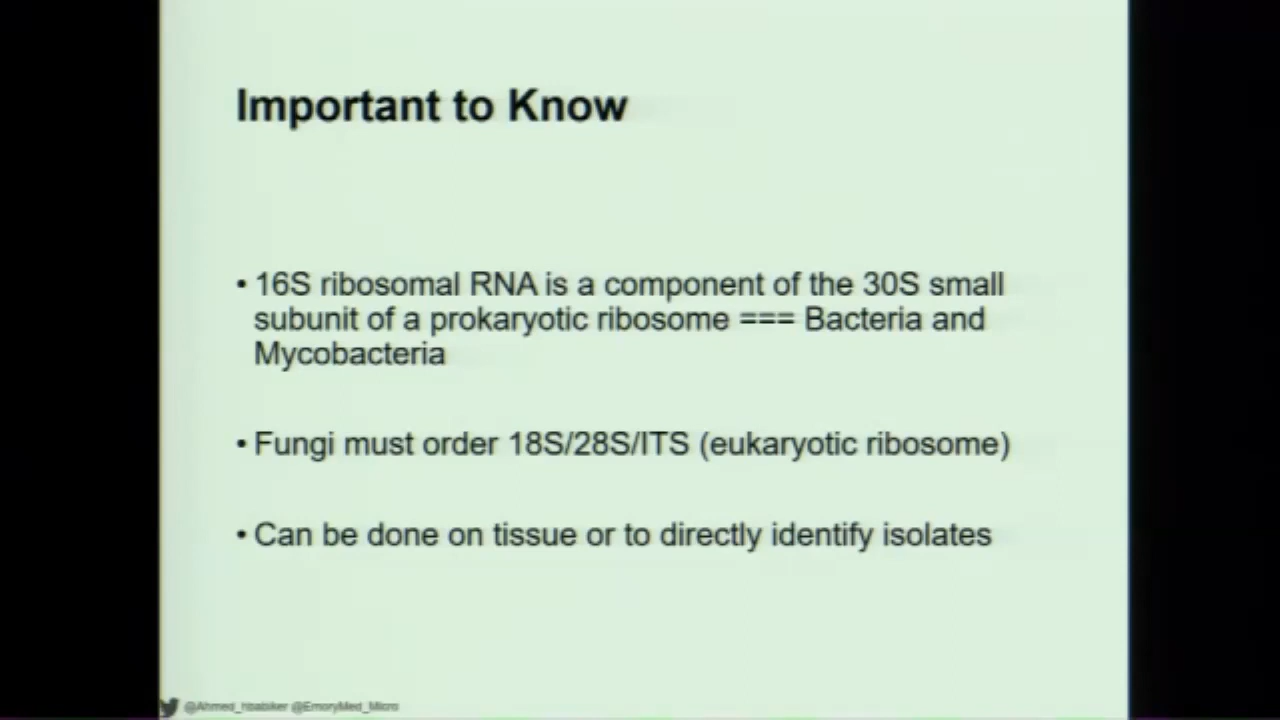 Important to Know
• 16S ribosomal RNA is a component of the 30S small
subunit of a prokaryotic ribosome === Bacteria and
Mycobacteria
• Fungi must order 18S/28S/ITS (eukaryotic ribosome)
• Can be done on tissue or to directly identify isolates
@Ahmed_hbabiker @EmoryMed_Micro